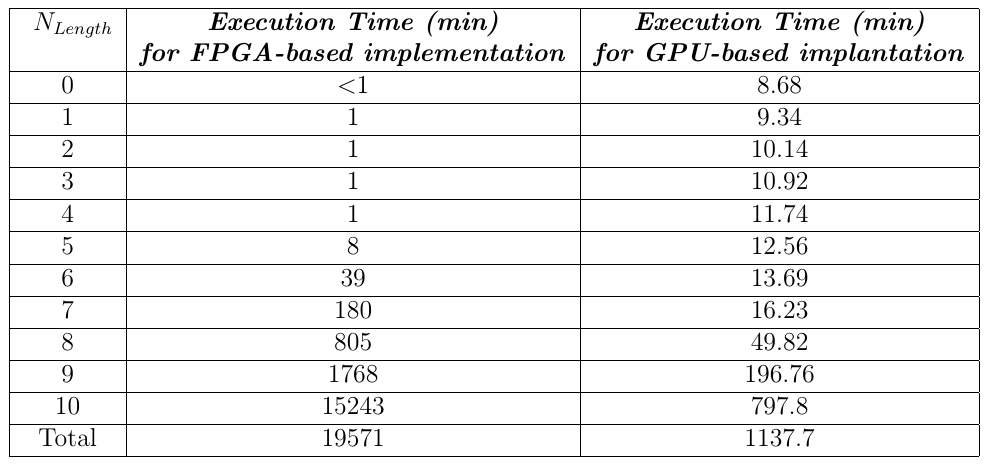 N_Length Execution Time (min) Execution Time (min)
for FPGA-based implementation for GPU-based implantation
0 <1 8.68
1 1 9.34
2 1 10.14
3 1 10.92
4 1 11.74
5 8 12.56
6 39 13.69
7 180 16.23
8 805 49.82
9 1768 196.76
10 15243 797.8
Total 19571 1137.7